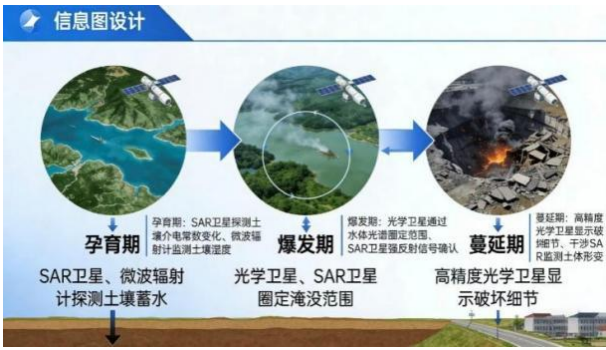 信息图设计
孕育期
孕育期：SAR卫星探测土
壤介电常数变化、微波辐
射计监测土壤湿度
爆发期
爆发期：光学卫星通过
水体光谱圈定范围、
SAR卫星强反射信号确认
蔓延期
蔓延期：高精度
光学卫星显示破
细节、干涉SA
R监测土体形变
SAR卫星、微波辐射
计探测土壤蓄水
光学卫星、SAR卫星
圈定淹没范围
高精度光学卫星显
示破坏细节